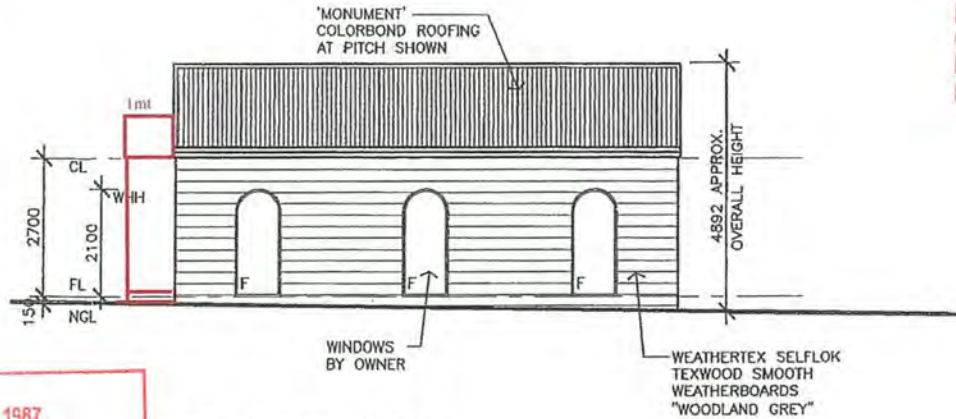 'MONUMENT'
COLORBOND ROOFING
AT PITCH SHOWN
1mt
CL
WHH
2700
2100
FL
150
NGL
F
F
F
4892 APPROX.
OVERALL HEIGHT
WINDOWS
BY OWNER
WEATHERTEX SELFLOK
TEXWOOD SMOOTH
WEATHERBOARDS
"WOODLAND GREY"
1987